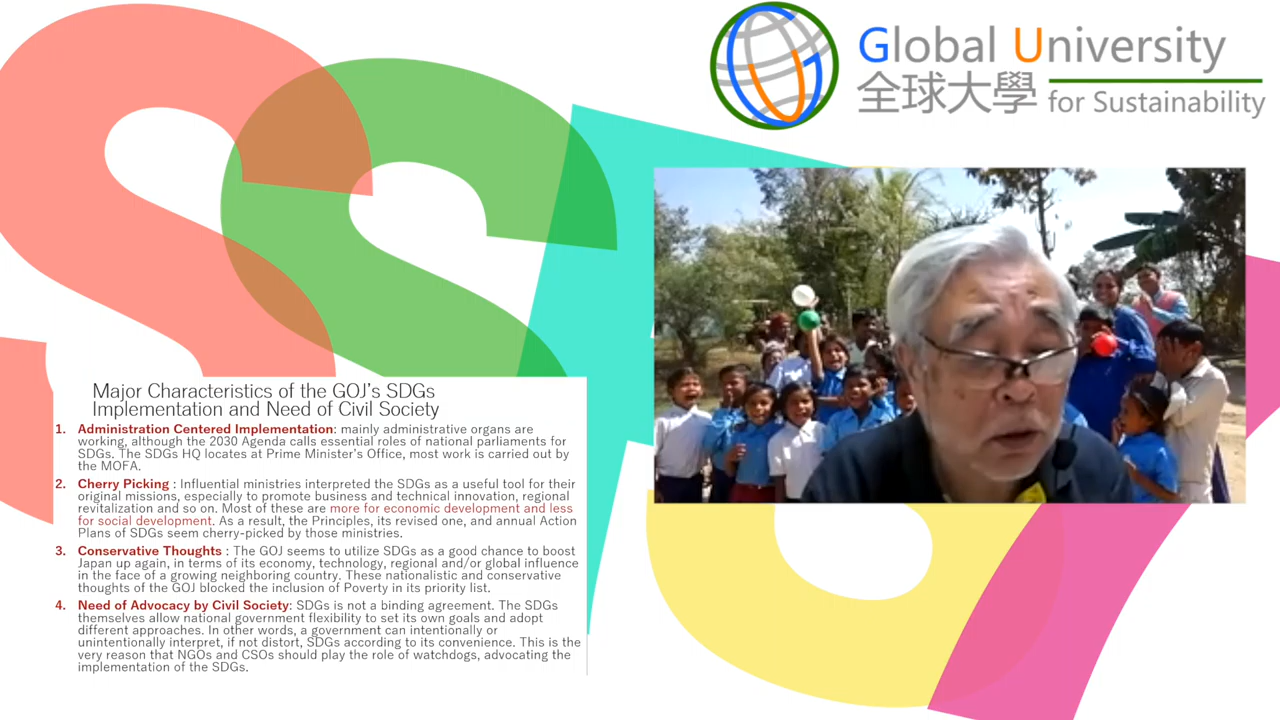 Global University
全球大學 for Sustainability
Major Characteristics of the GOJ's SDGs
Implementation and Need of Civil Society
1. Administration Centered Implementation: mainly administrative organs are
working, although the 2030 Agenda calls essential roles of national parliaments for
SDGs. The SDGs HQ locates at Prime Minister's Office, most work is carried out by
the MOFA.
2. Cherry Picking : Influential ministries interpreted the SDGs as a useful tool for their
original missions, especially to promote business and technical innovation, regional
revitalization and so on. Most of these are more for economic development and less
for social development. As a result, the Principles, its revised one, and annual Action
Plans of SDGs seem cherry-picked by those ministries.
3. Conservative Thoughts : The GOJ seems to utilize SDGs as a good chance to boost
Japan up again, in terms of its economy, technology, regional and/or global influence
in the face of a growing neighboring country. These nationalistic and conservative
thoughts of the GOJ blocked the inclusion of Poverty in its priority list.
4. Need of Advocacy by Civil Society: SDGs is not a binding agreement. The SDGs
themselves allow national government flexibility to set its own goals and adopt
different approaches. In other words, a government can intentionally or
unintentionally interpret, if not distort, SDGs according to its convenience. This is the
very reason that NGOs and CSOs should play the role of watchdogs, advocating the
implementation of the SDGs.